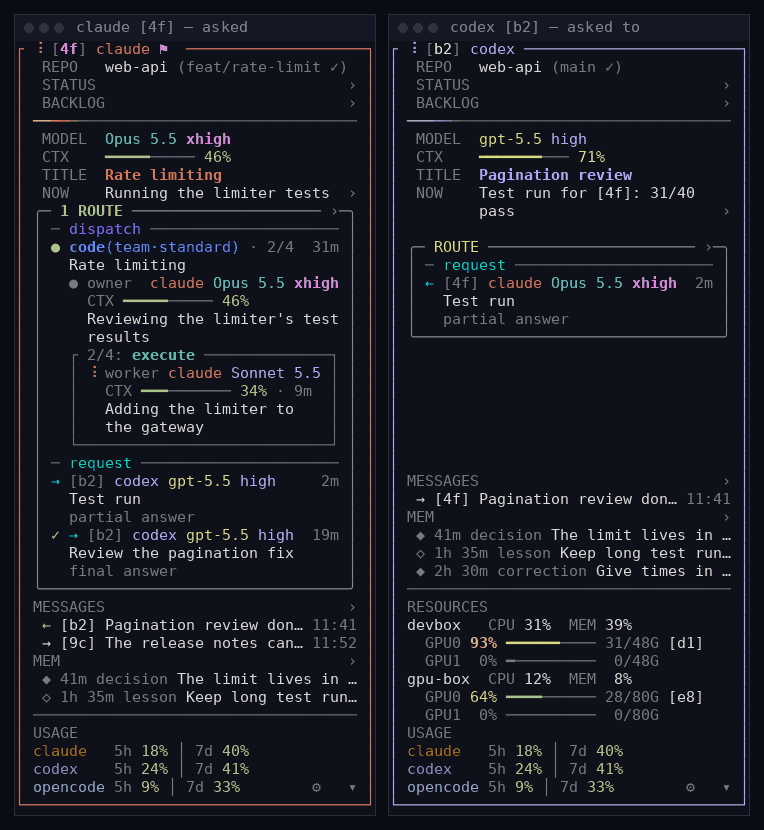 claude [4f] — asked
⠸ [4f] claude ⚑
REPO web-api (feat/rate-limit ✓)
STATUS ›
BACKLOG ›
MODEL Opus 5.5 xhigh
CTX 46%
TITLE Rate limiting
NOW Running the limiter tests ›
1 ROUTE ›
dispatch
● code(team·standard) · 2/4 31m
Rate limiting
● owner claude Opus 5.5 xhigh
CTX 46%
Reviewing the limiter's test
results
2/4: execute
⠸ worker claude Sonnet 5.5
CTX 34% · 9m
Adding the limiter to
the gateway
request
→ [b2] codex gpt-5.5 high 2m
Test run
partial answer
✓ → [b2] codex gpt-5.5 high 19m
Review the pagination fix
final answer
MESSAGES ›
← [b2] Pagination review don… 11:41
→ [9c] The release notes can… 11:52
MEM ›
◆ 41m decision The limit lives in …
◇ 1h 35m lesson Keep long test run…
USAGE
claude 5h 18% │ 7d 40%
codex 5h 24% │ 7d 41%
opencode 5h 9% │ 7d 33% ⚙ ▾
codex [b2] — asked to
⠸ [b2] codex
REPO web-api (main ✓)
STATUS ›
BACKLOG ›
MODEL gpt-5.5 high
CTX 71%
TITLE Pagination review
NOW Test run for [4f]: 31/40
pass ›
ROUTE ›
request
← [4f] claude Opus 5.5 xhigh 2m
Test run
partial answer
MESSAGES ›
→ [4f] Pagination review don… 11:41
MEM ›
◆ 41m decision The limit lives in …
◇ 1h 35m lesson Keep long test run…
◆ 2h 30m correction Give times in …
RESOURCES
devbox CPU 31% MEM 39%
GPU0 93% 31/48G [d1]
GPU1 0% 0/48G
gpu-box CPU 12% MEM 8%
GPU0 64% 28/80G [e8]
GPU1 0% 0/80G
USAGE
claude 5h 18% │ 7d 40%
codex 5h 24% │ 7d 41%
opencode 5h 9% │ 7d 33% ⚙ ▾